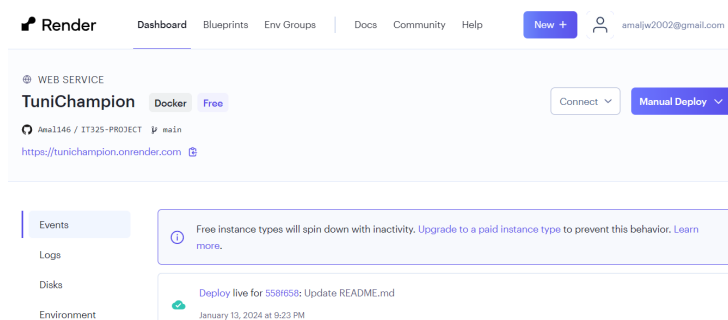 Render Dashboard Blueprints Env Groups Docs Community Help New + amaljw2002@gmail.com
WEB SERVICE
TuniChampion Docker Free Connect Manual Deploy
Amal146 / IT325-PROJECT main
https://tunichampion.onrender.com
Events
Logs
Disks
Environment
Free instance types will spin down with inactivity. Upgrade to a paid instance type to prevent this behavior. Learn
more.
Deploy live for 558f658: Update README.md
January 13, 2024 at 9:23 PM